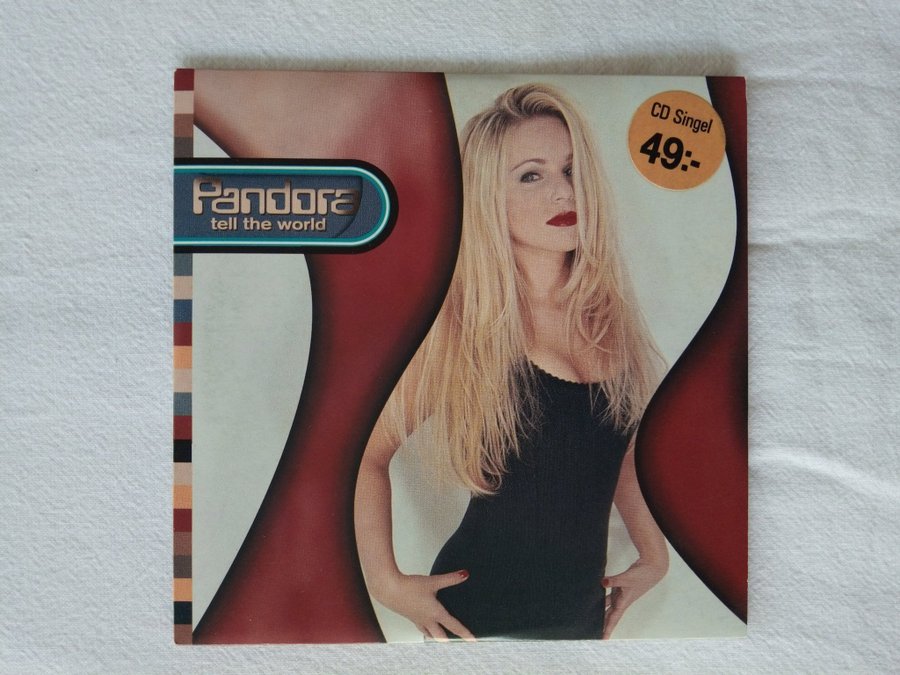 Pandora
tell the world
CD Singel
49:-